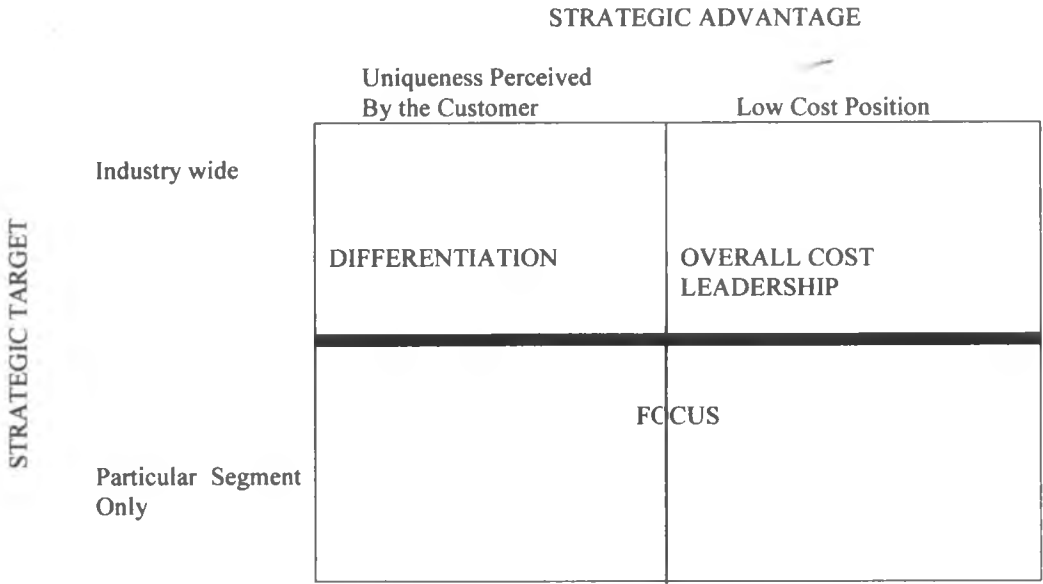 STRATEGIC ADVANTAGE
Uniqueness Perceived
By the Customer
Low Cost Position
Industry wide
STRATEGIC TARGET
DIFFERENTIATION
OVERALL COST
LEADERSHIP
FOCUS
Particular Segment
Only